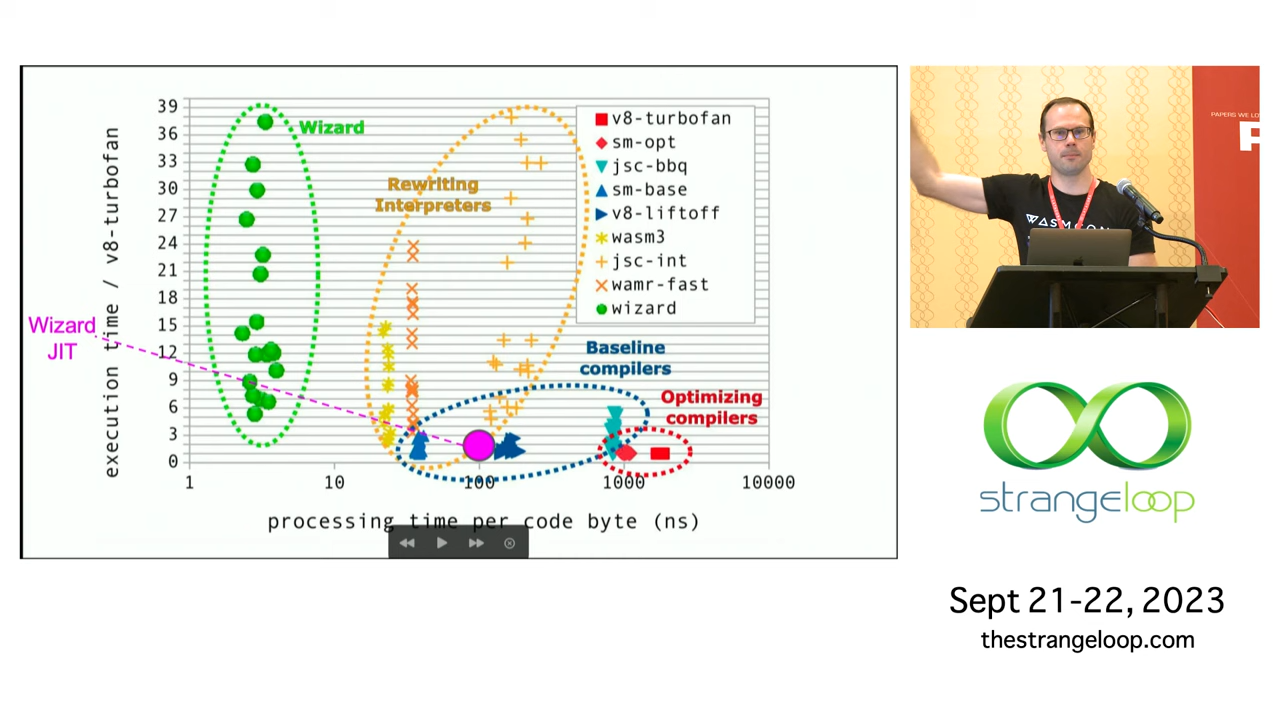 39
36
33
30
27
24
21
18
15
12
9
6
3
0
execution time / v8-turbofan
Wizard
Rewriting
Interpreters
v8-turbofan
sm-opt
jsc-bbq
sm-base
v8-liftoff
wasm3
jsc-int
wamr-fast
wizard
Wizard
JIT
Baseline
compilers
Optimizing
compilers
1
10
100
1000
10000
processing time per code byte (ns)
PAPERS WE LO
P
strangeloop
Sept 21-22, 2023
thestrangeloop.com